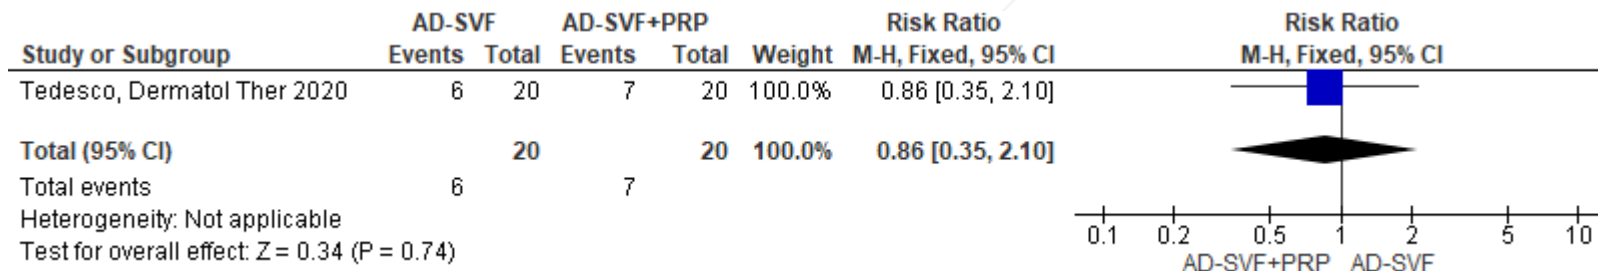 AD-SVF AD-SVF+PRP Risk Ratio Risk Ratio
Study or Subgroup Events Total Events Total Weight M-H, Fixed, 95% CI M-H, Fixed, 95% CI
Tedesco, Dermatol Ther 2020 6 20 7 20 100.0% 0.86 [0.35, 2.10]
Total (95% CI) 20 20 100.0% 0.86 [0.35, 2.10]
Total events 6 7
Heterogeneity: Not applicable
Test for overall effect: Z = 0.34 (P = 0.74)
0.1 0.2 0.5 1 2 5 10
AD-SVF+PRP AD-SVF